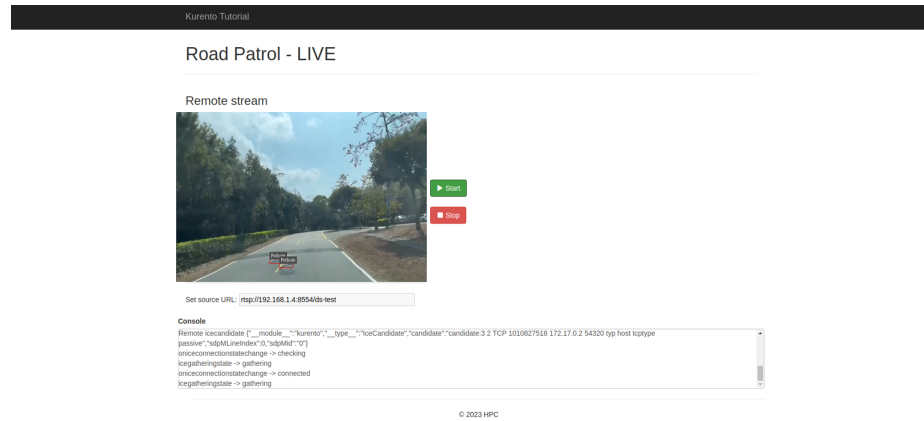 Kurento Tutorial
Road Patrol - LIVE
Remote stream
Pothole
Pothole
Start
Stop
Set source URL: rtsp://192.168.1.4:8554/ds-test
Console
Remote icecandidate {"__module__":"kurento","__type__":"IceCandidate","candidate":"candidate:3 2 TCP 1010827518 172.17.0.2 54320 typ host tcptype
passive","sdpMLineIndex":0,"sdpMid":"0"}
oniceconnectionstatechange -> checking
icegatheringstate -> gathering
oniceconnectionstatechange -> connected
icegatheringstate -> gathering
© 2023 HPC